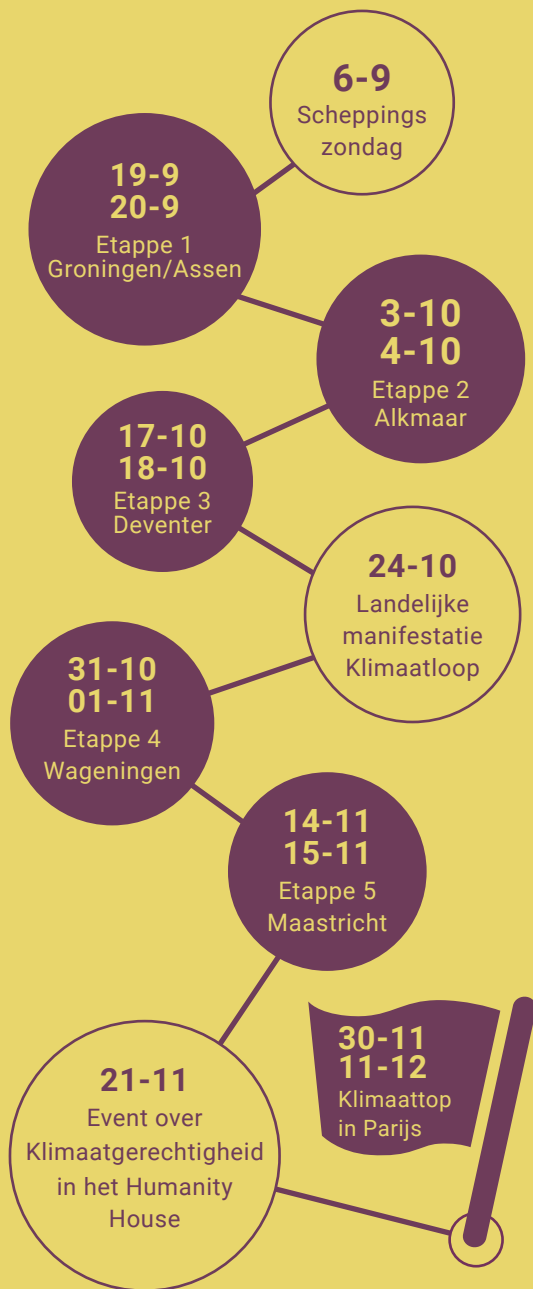 6-9
Scheppings
zondag
19-9
20-9
Etappe 1
Groningen/Assen
3-10
4-10
Etappe 2
Alkmaar
17-10
18-10
Etappe 3
Deventer
24-10
Landelijke
manifestatie
Klimaatloop
31-10
01-11
Etappe 4
Wageningen
14-11
15-11
Etappe 5
Maastricht
21-11
Event over
Klimaatgerechtigheid
in het Humanity
House
30-11
11-12
Klimaattop
in Parijs